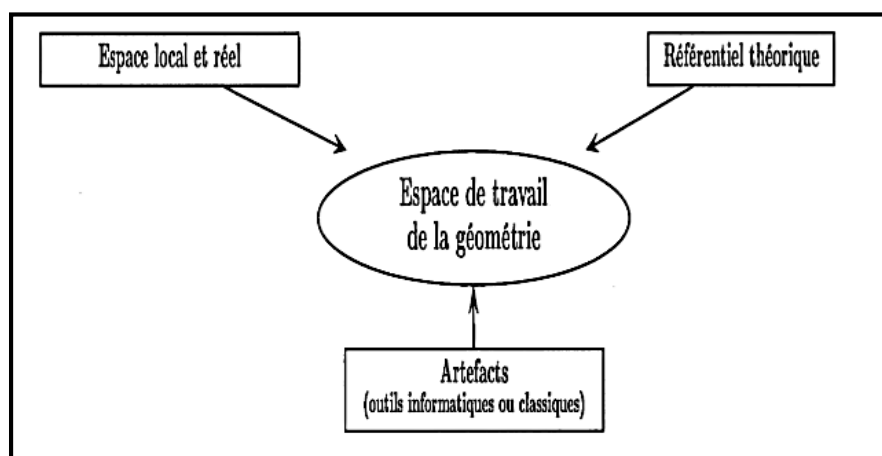 Espace local et réel
Référentiel théorique
Espace de travail
de la géométrie
Artefacts
(outils informatiques ou classiques)